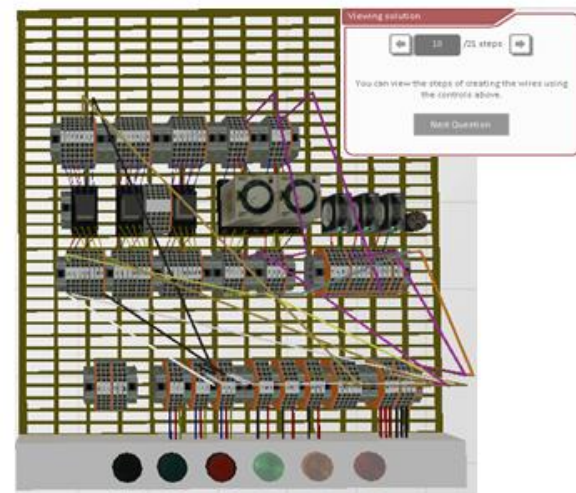 Viewing solution
10 /21 steps
You can view the steps of creating the wires using
the controls above.
Next Question